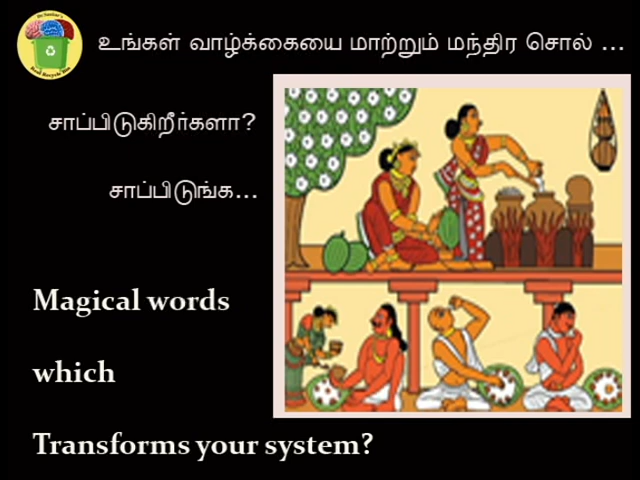 உங்கள் வாழ்க்கையை மாற்றும் மந்திர சொல் ...
சாப்பிடுகிறீர்களா?
சாப்பிடுங்க...
Magical words
which
Transforms your system?